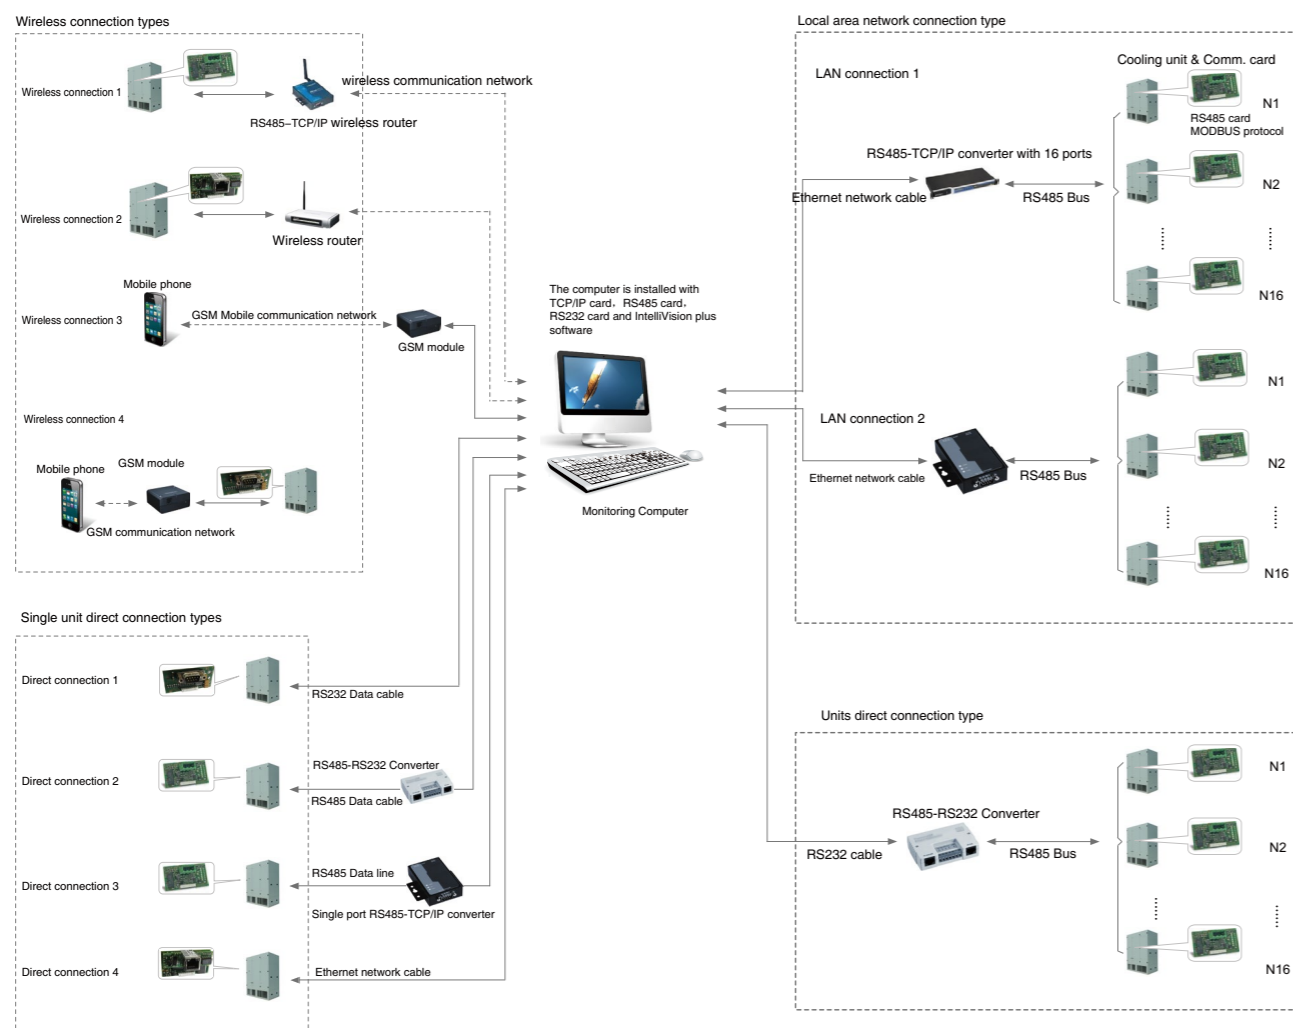 Wireless connection types
Wireless connection 1
wireless communication network
RS485–TCP/IP wireless router
Wireless connection 2
Wireless router
Mobile phone
Wireless connection 3
GSM Mobile communication network
GSM module
Wireless connection 4
Mobile phone
GSM module
GSM communication network
The computer is installed with
TCP/IP card，RS485 card，
RS232 card and IntelliVision plus
software
Monitoring Computer
Single unit direct connection types
Direct connection 1
RS232 Data cable
Direct connection 2
RS485-RS232 Converter
RS485 Data cable
Direct connection 3
RS485 Data line
Single port RS485-TCP/IP converter
Direct connection 4
Ethernet network cable
Local area network connection type
LAN connection 1
Cooling unit & Comm. card
N1
RS485 card
MODBUS protocol
RS485-TCP/IP converter with 16 ports
Ethernet network cable
RS485 Bus
N2
N16
LAN connection 2
Ethernet network cable
RS485 Bus
N1
N2
N16
Units direct connection type
RS485-RS232 Converter
RS232 cable
RS485 Bus
N1
N2
N16